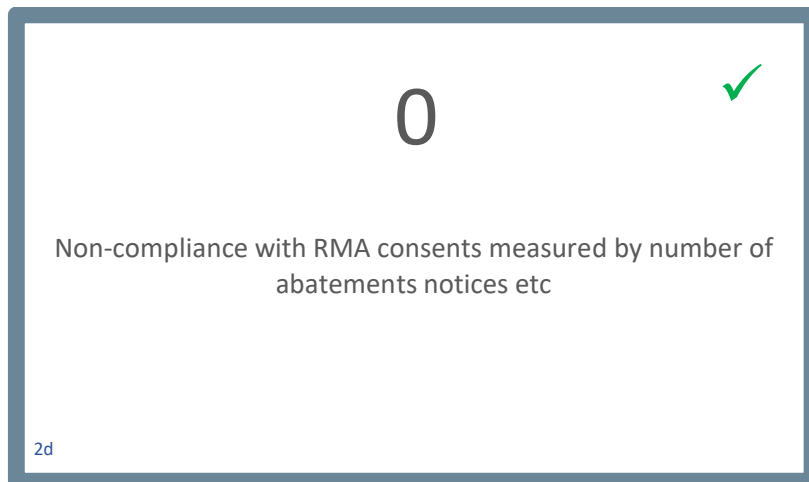 0
Non-compliance with RMA consents measured by number of
abatements notices etc
2d